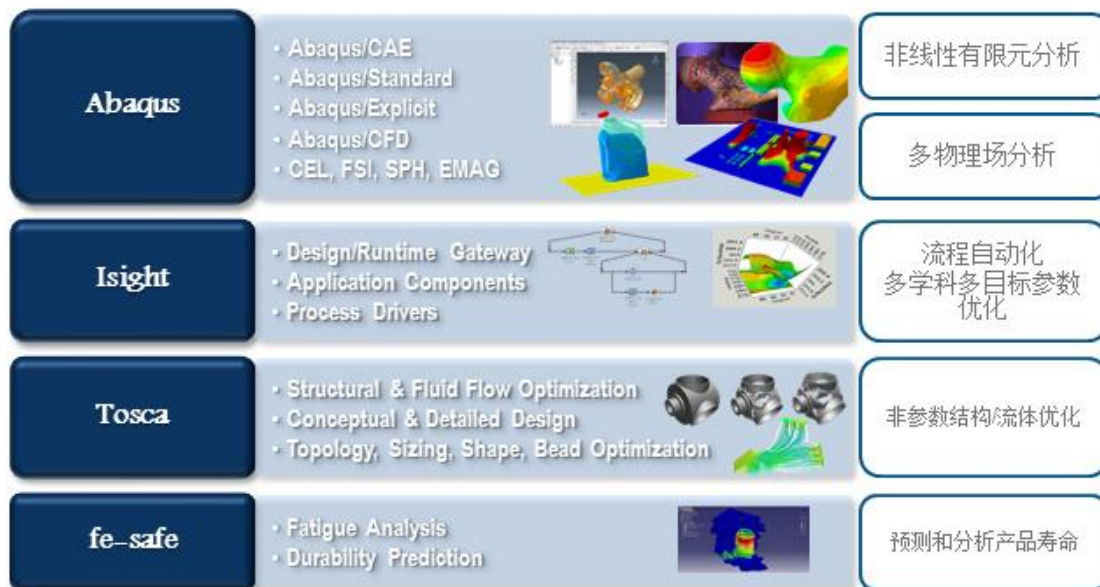 Abaqus
• Abaqus/CAE
• Abaqus/Standard
• Abaqus/Explicit
• Abaqus/CFD
• CEL, FSI, SPH, EMAG
非线性有限元分析
多物理场分析
Isight
• Design/Runtime Gateway
• Application Components
• Process Drivers
流程自动化
多学科多目标参数
优化
Tosca
• Structural & Fluid Flow Optimization
• Conceptual & Detailed Design
• Topology, Sizing, Shape, Bead Optimization
非参数结构/流体优化
fe-safe
• Fatigue Analysis
• Durability Prediction
预测和分析产品寿命